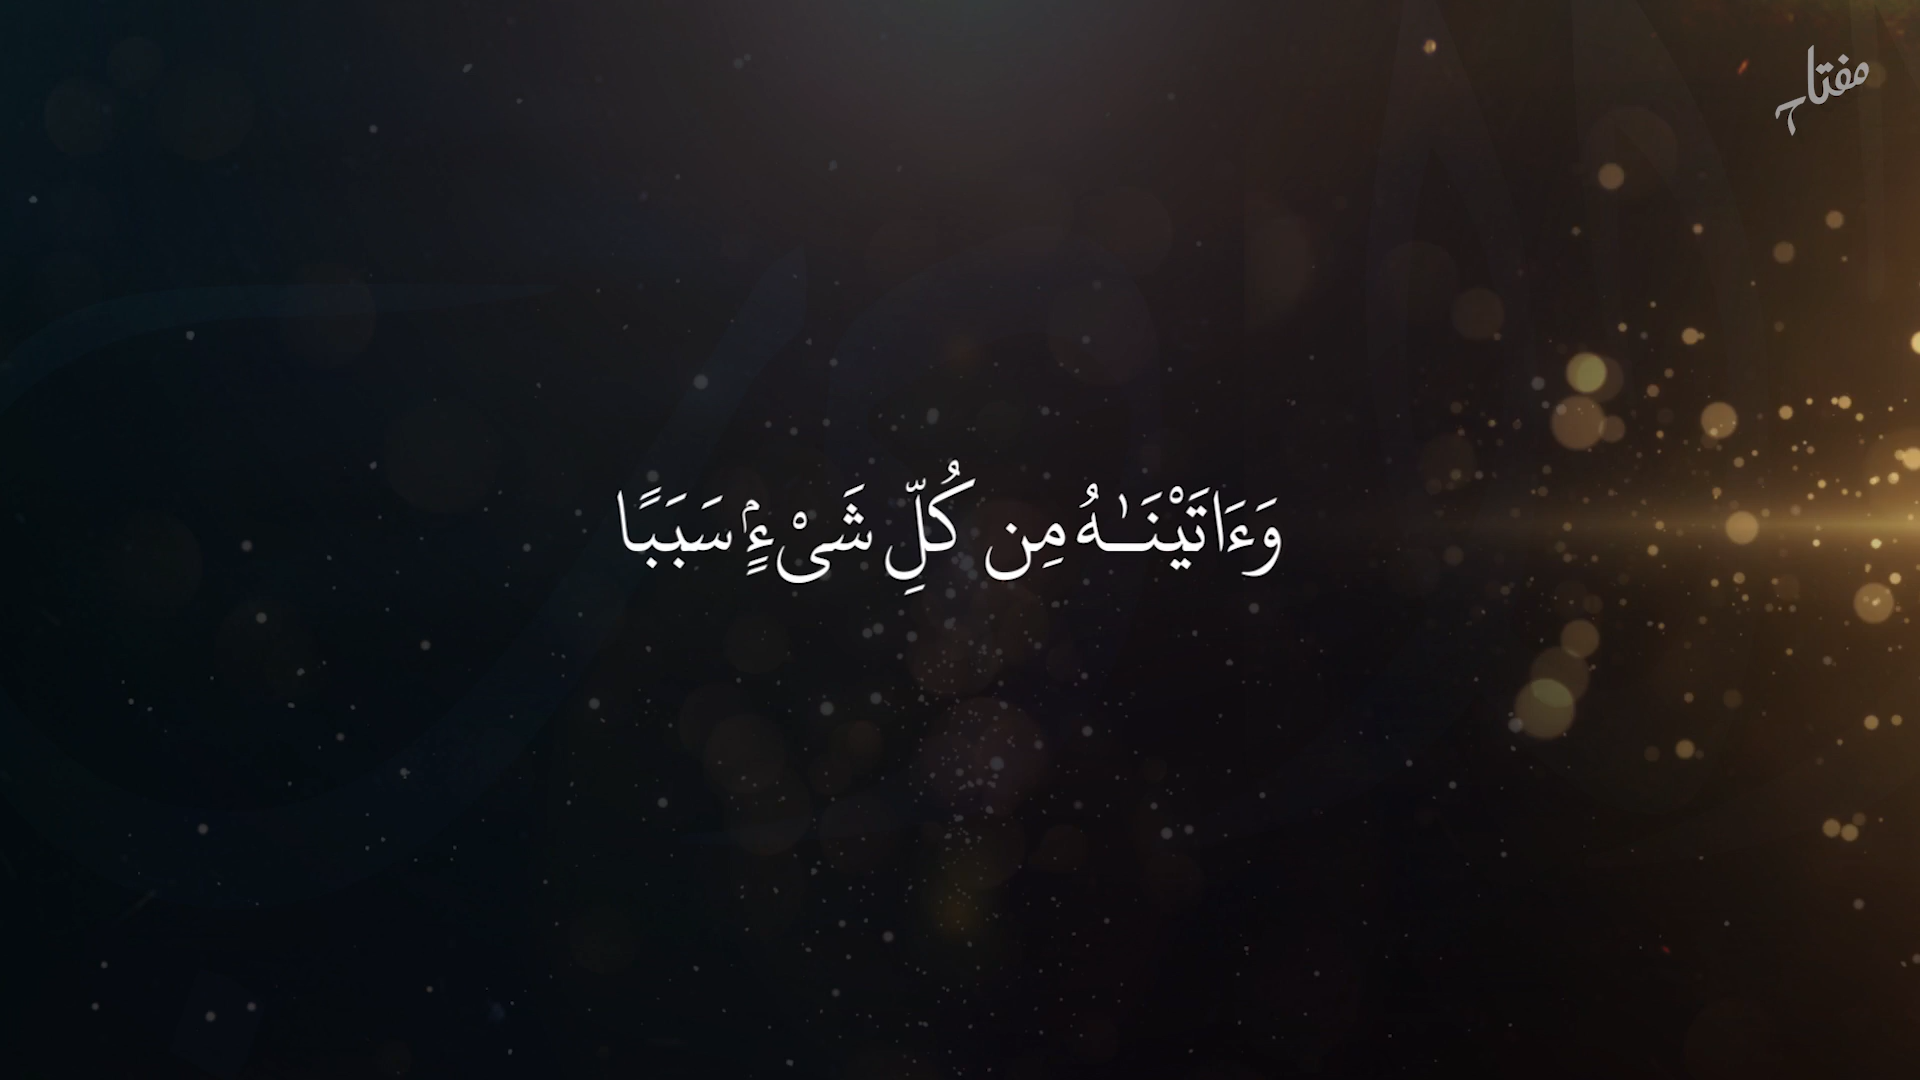 مفتاح
وَءَاتَيْنَـٰهُ مِن كُلِّ شَىْءٍۢ سَبَبًا